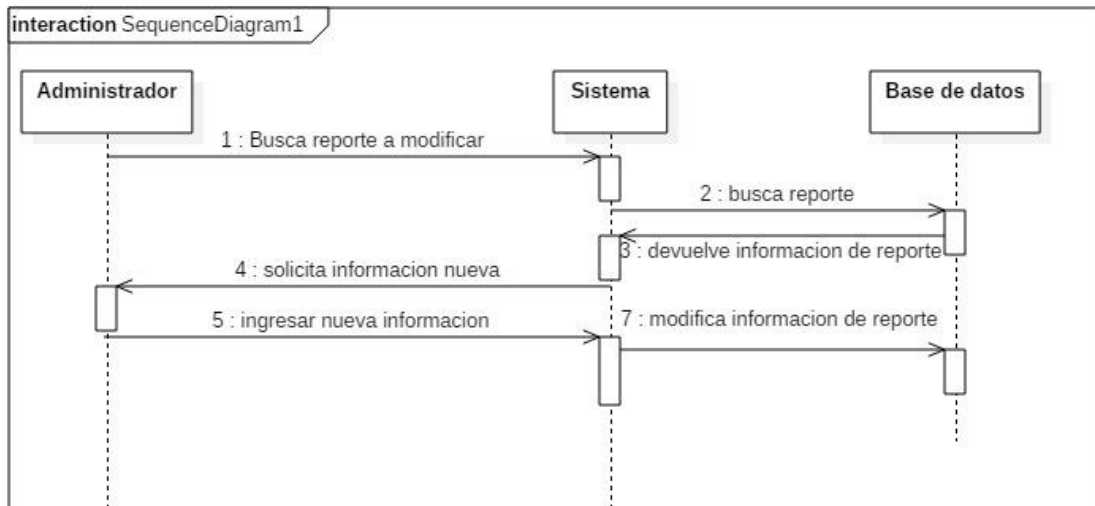 interaction SequenceDiagram1
Administrador
Sistema
Base de datos
1 : Busca reporte a modificar
2 : busca reporte
3 : devuelve informacion de reporte
4 : solicita informacion nueva
5 : ingresar nueva informacion
7 : modifica informacion de reporte